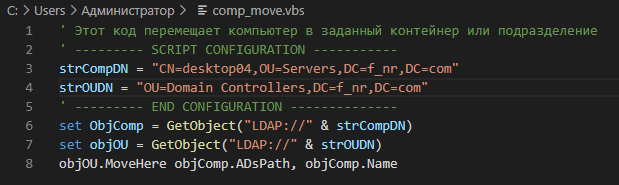 C: > Users > Администратор > comp_move.vbs
1 ' Этот код перемещает компьютер в заданный контейнер или подразделение
2 ' --------- SCRIPT CONFIGURATION -----------
3 strCompDN = "CN=desktop04,OU=Servers,DC=f_nr,DC=com"
4 strOUDN = "OU=Domain Controllers,DC=f_nr,DC=com"
5 ' --------- END CONFIGURATION --------------
6 set ObjComp = GetObject("LDAP://" & strCompDN)
7 set objOU = GetObject("LDAP://" & strOUDN)
8 objOU.MoveHere objComp.ADsPath, objComp.Name